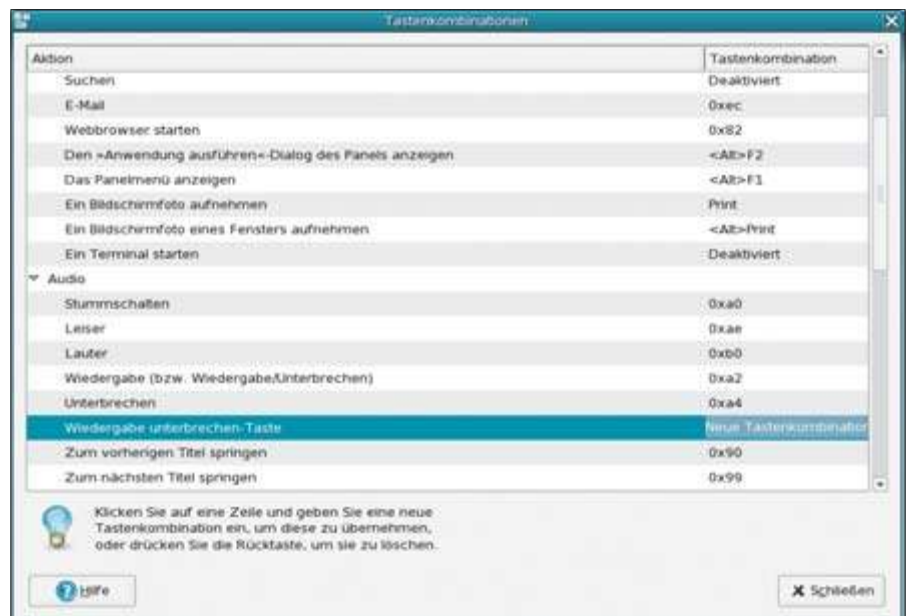 Tastenkombinationen
Aktion Tastenkombination
Suchen Deaktiviert
E-Mail 0xec
Webbrowser starten 0x82
Den »Anwendung ausführen«-Dialog des Panels anzeigen <Alt>F2
Das Panelmenü anzeigen <Alt>F1
Ein Bildschirmfoto aufnehmen Print
Ein Bildschirmfoto eines Fensters aufnehmen <Alt>Print
Ein Terminal starten Deaktiviert
Audio
Stummschalten 0xa0
Leiser 0xae
Lauter 0xb0
Wiedergabe (bzw. Wiedergabe/Unterbrechen) 0xa2
Unterbrechen 0xa4
Wiedergabe unterbrechen-Taste Neue Tastenkombination
Zum vorherigen Titel springen 0x90
Zum nächsten Titel springen 0x99
Klicken Sie auf eine Zeile und geben Sie eine neue
Tastenkombination ein, um diese zu übernehmen,
oder drücken Sie die Rücktaste, um sie zu löschen.
Hilfe Schließen